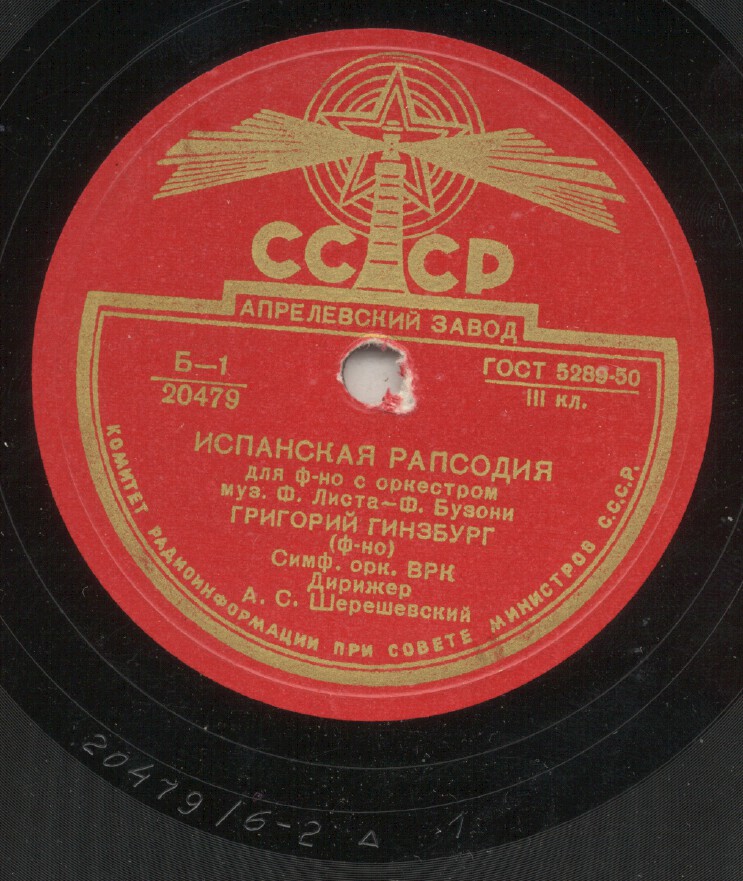 СССР
АПРЕЛЕВСКИЙ ЗАВОД
Б—1
20479
ГОСТ 5289-50
III кл.
ИСПАНСКАЯ РАПСОДИЯ
для ф-но с оркестром
муз. Ф. Листа—Ф. Бузони
ГРИГОРИЙ ГИНЗБУРГ
(ф-но)
Симф. орк. ВРК
Дирижер
А. С. Шерешевский
КОМИТЕТ РАДИОИНФОРМАЦИИ ПРИ СОВЕТЕ МИНИСТРОВ С.С.С.Р.
20479/6-2 Δ 1